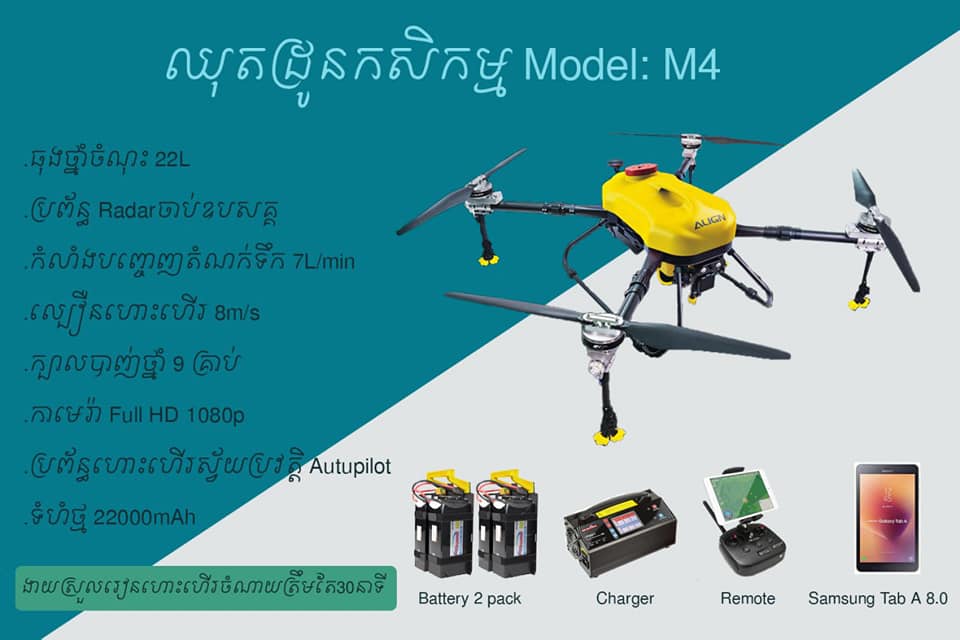 ឈុតដ្រូនកសិកម្ម Model: M4
.ធុងថ្នាំចំណុះ 22L
.ប្រព័ន្ធ Radarចាប់ឧបសគ្គ
.កំលាំងបញ្ចេញតំណក់ទឹក 7L/min
.ល្បឿនហោះហើរ 8m/s
.ក្បាលបាញ់ថ្នាំ 9 គ្រាប់
.កាមេរ៉ា Full HD 1080p
.ប្រព័ន្ធហោះហើរស្វ័យប្រវត្តិ Autupilot
.ទំហំថ្ម 22000mAh
ងាយស្រួលរៀនហោះហើរចំណាយត្រឹមតែ30នាទី
ALIGN
Galaxy Tab A
Battery 2 pack
Charger
Remote
Samsung Tab A 8.0